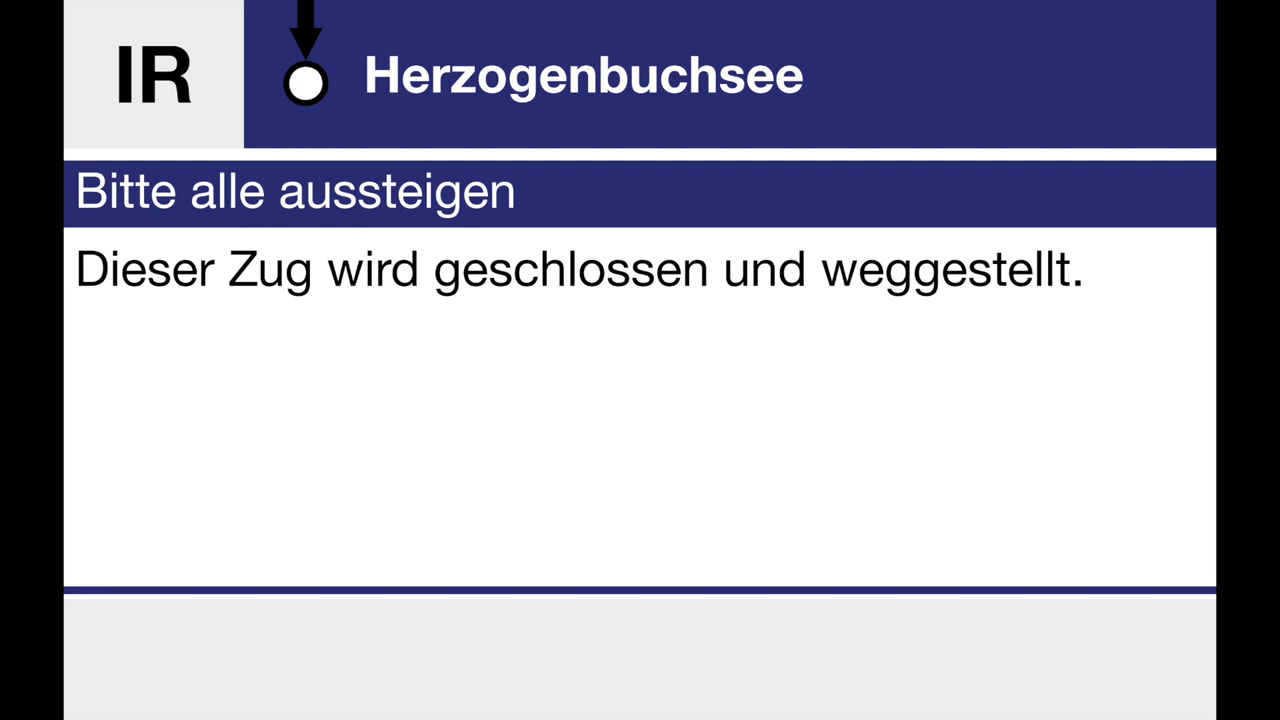 IR
Herzogenbuchsee
Bitte alle aussteigen
Dieser Zug wird geschlossen und weggestellt.